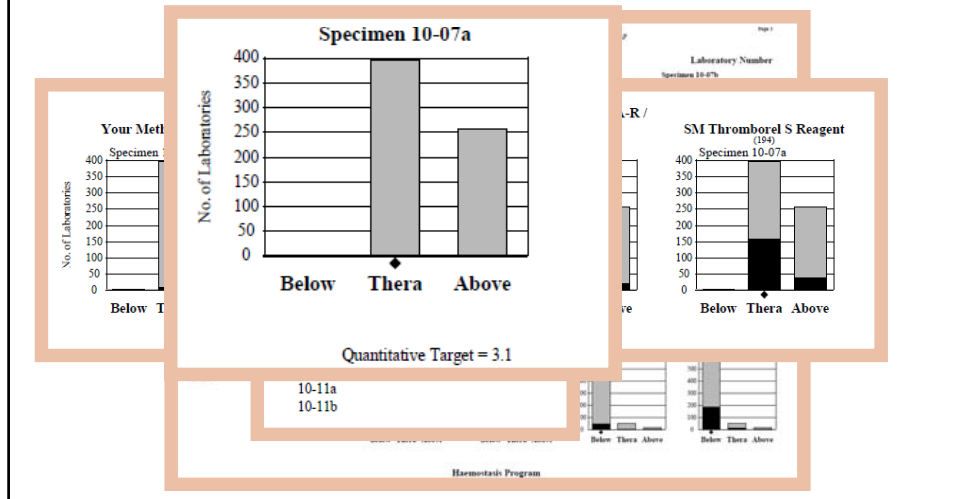 Specimen 10-07a
400
350
300
250
200
150
100
50
0
No. of Laboratories
Below Thera Above
Quantitative Target = 3.1
Page 3
Laboratory Number
Specimen 10-07b
Your Meth
Specimen
400
350
300
250
200
150
100
50
0
No. of Laboratories
Below T
A-R /
ve
SM Thromborel S Reagent
(194)
Specimen 10-07a
400
350
300
250
200
150
100
50
0
Below Thera Above
10-11a
10-11b
Below Thera Above
Below Thera Above
Haemostasis Program